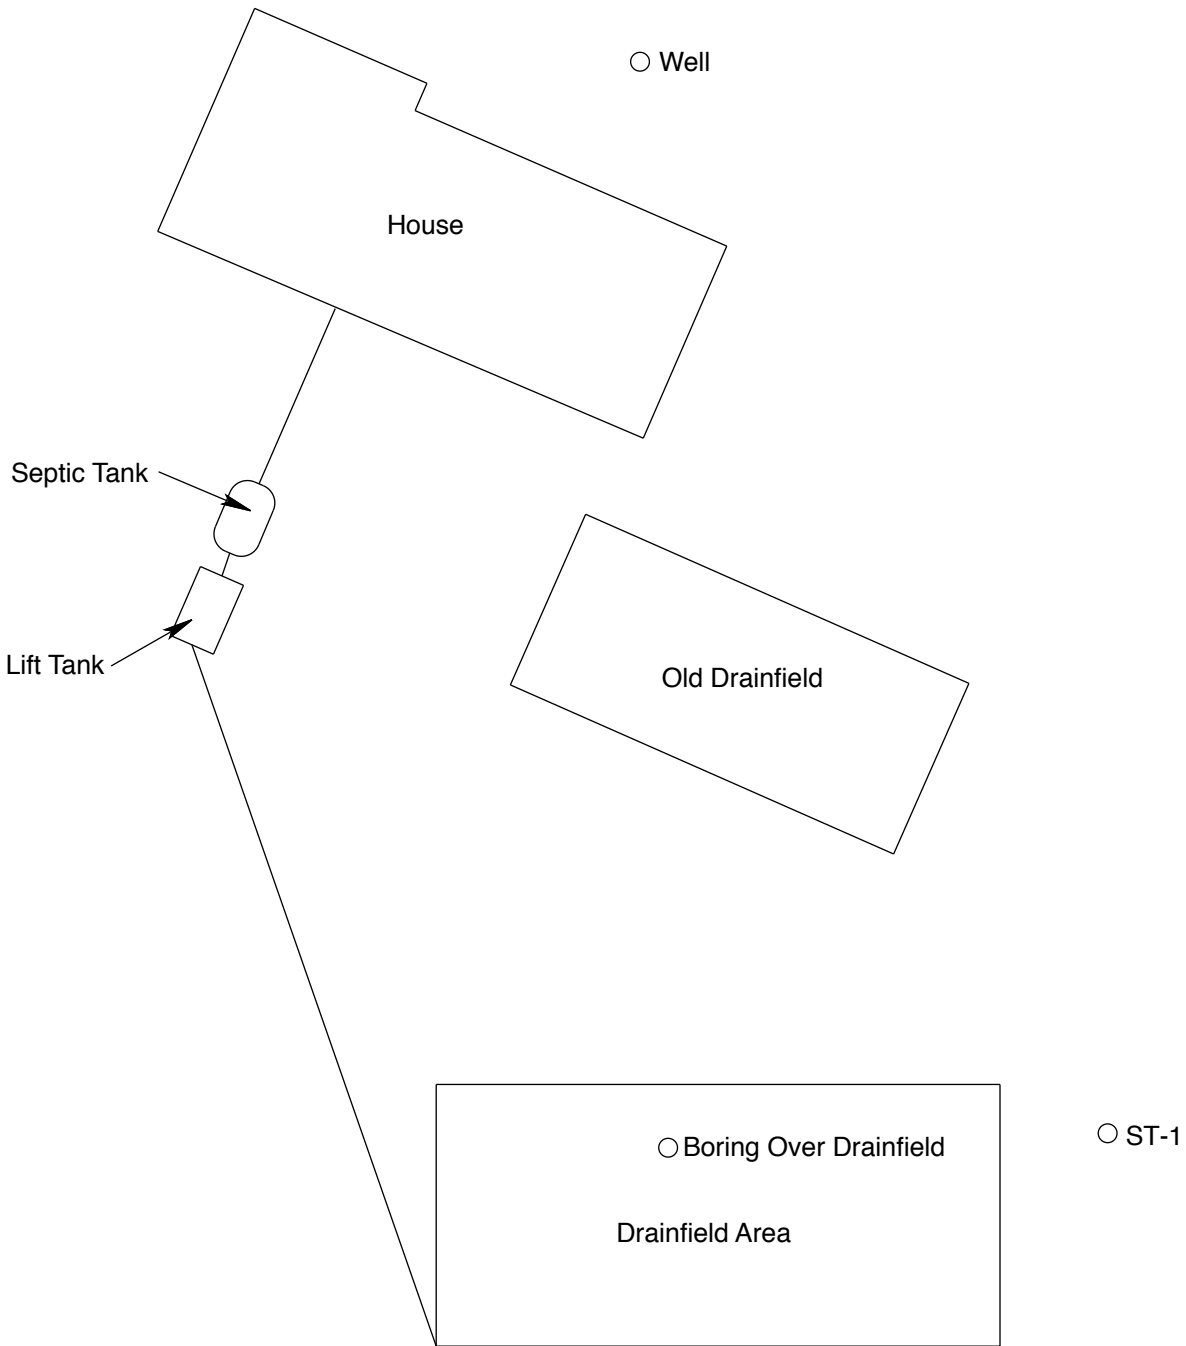 Well
House
Septic Tank
Lift Tank
Old Drainfield
ST-1
Boring Over Drainfield
Drainfield Area